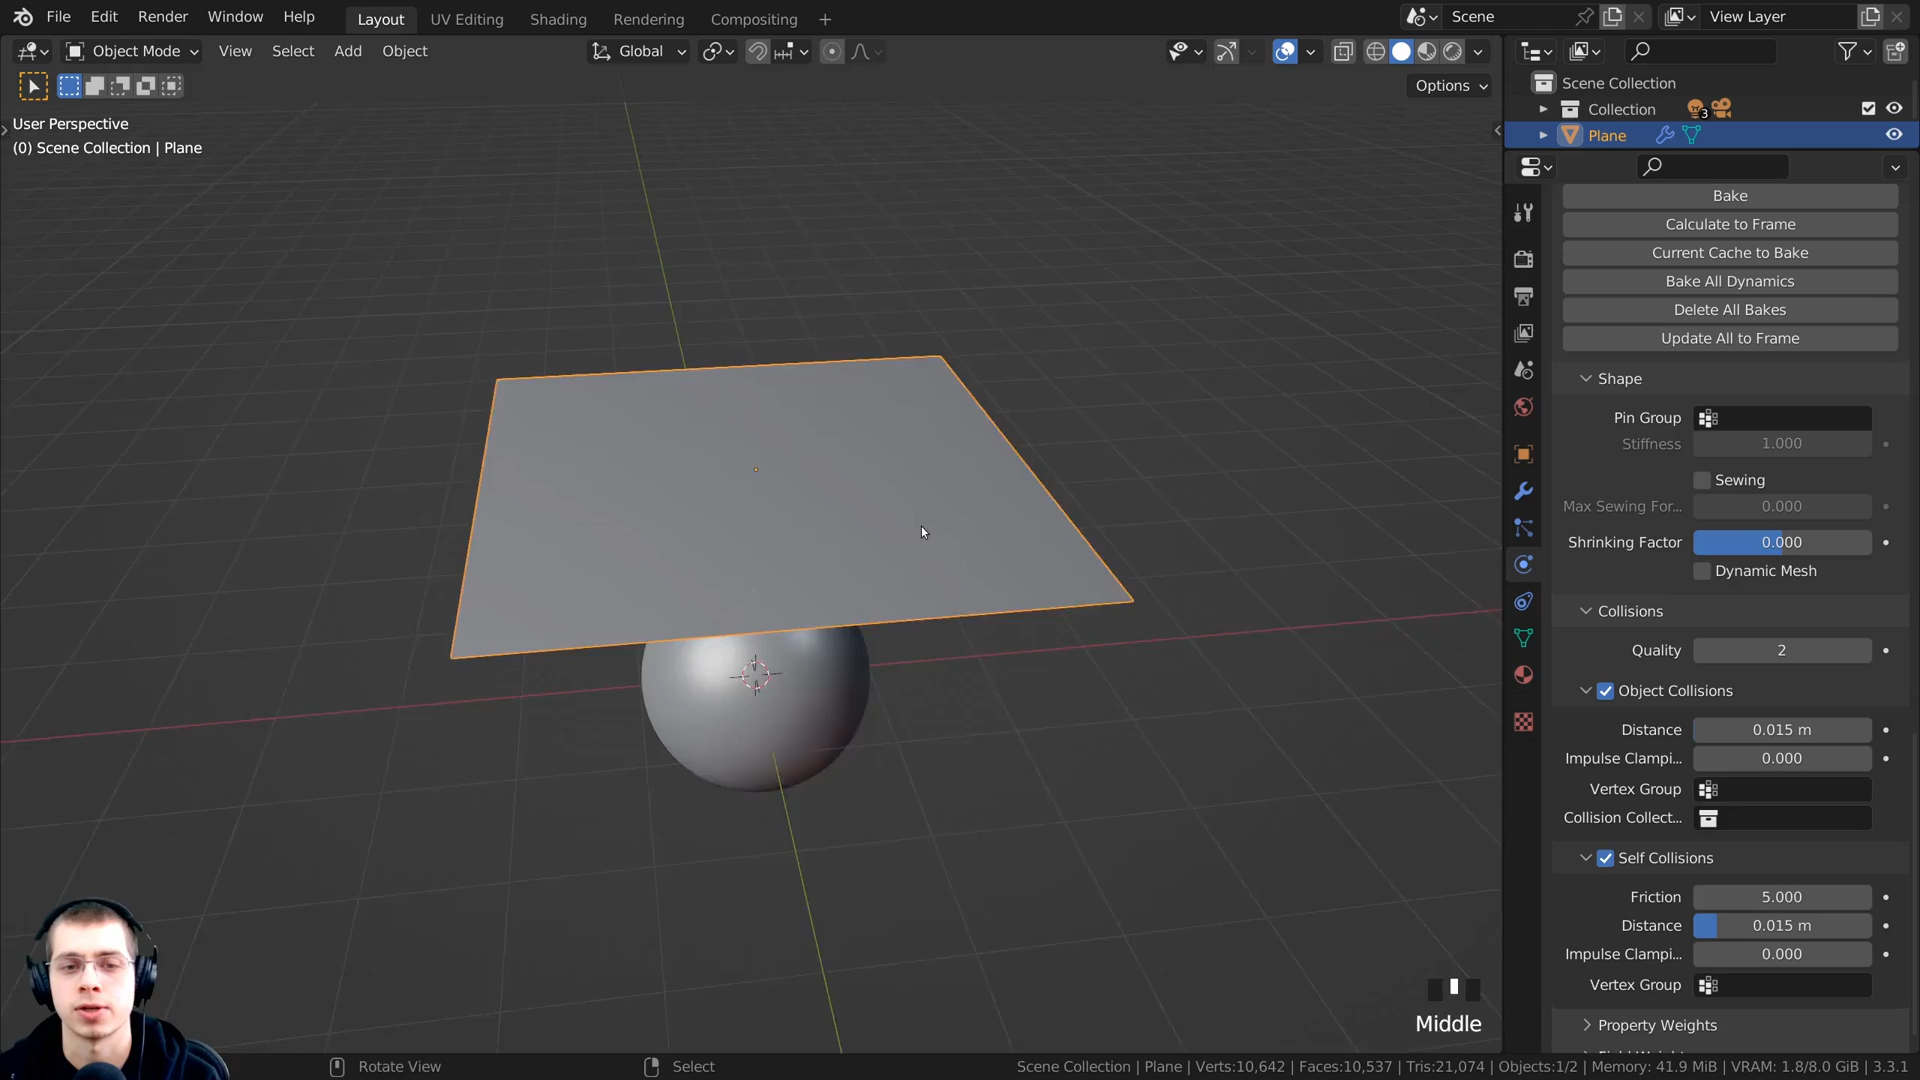 File Edit Render Window Help Layout UV Editing Shading Rendering Compositing + Scene View Layer
Object Mode View Select Add Object Global
Options
User Perspective
(0) Scene Collection | Plane
Scene Collection
Collection 3
Plane
Bake
Calculate to Frame
Current Cache to Bake
Bake All Dynamics
Delete All Bakes
Update All to Frame
Shape
Pin Group
Stiffness 1.000
Sewing
Max Sewing For... 0.000
Shrinking Factor 0.000
Dynamic Mesh
Collisions
Quality 2
Object Collisions
Distance 0.015 m
Impulse Clampi... 0.000
Vertex Group
Collision Collect...
Self Collisions
Friction 5.000
Distance 0.015 m
Impulse Clampi... 0.000
Vertex Group
Property Weights
Middle
Rotate View Select Scene Collection | Plane | Verts:10,642 | Faces:10,537 | Tris:21,074 | Objects:1/2 | Memory: 41.9 MiB | VRAM: 1.8/8.0 GiB | 3.3.1